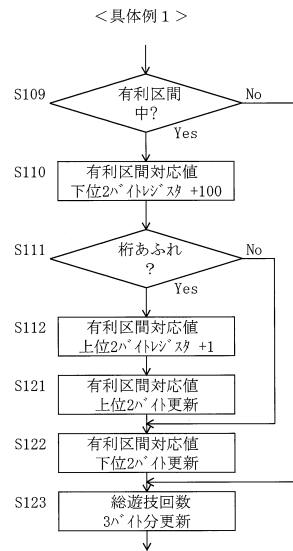 ＜具体例１＞
S109
有利区間
中?
No
Yes
S110
有利区間対応値
下位2ﾊﾞｲﾄﾚｼﾞｽﾀ +100
S111
桁あふれ
?
No
Yes
S112
有利区間対応値
上位2ﾊﾞｲﾄﾚｼﾞｽﾀ +1
S121
有利区間対応値
上位2ﾊﾞｲﾄ更新
S122
有利区間対応値
下位2ﾊﾞｲﾄ更新
S123
総遊技回数
3ﾊﾞｲﾄ分更新